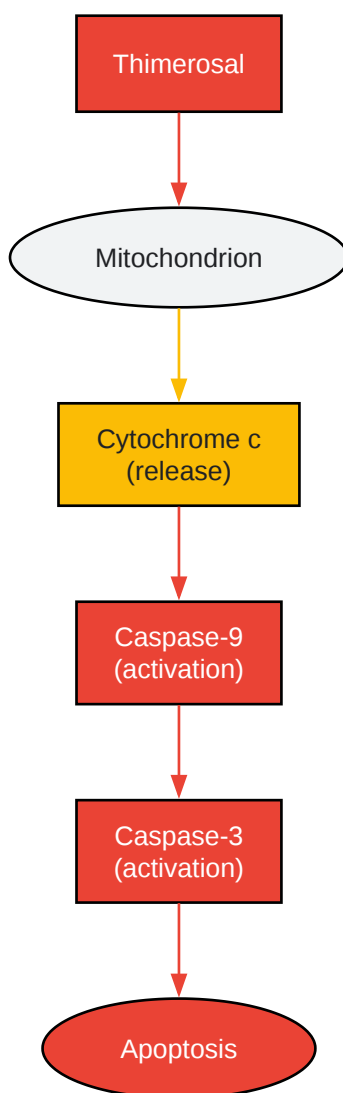 Thimerosal
Mitochondrion
Cytochrome c
(release)
Caspase-9
(activation)
Caspase-3
(activation)
Apoptosis